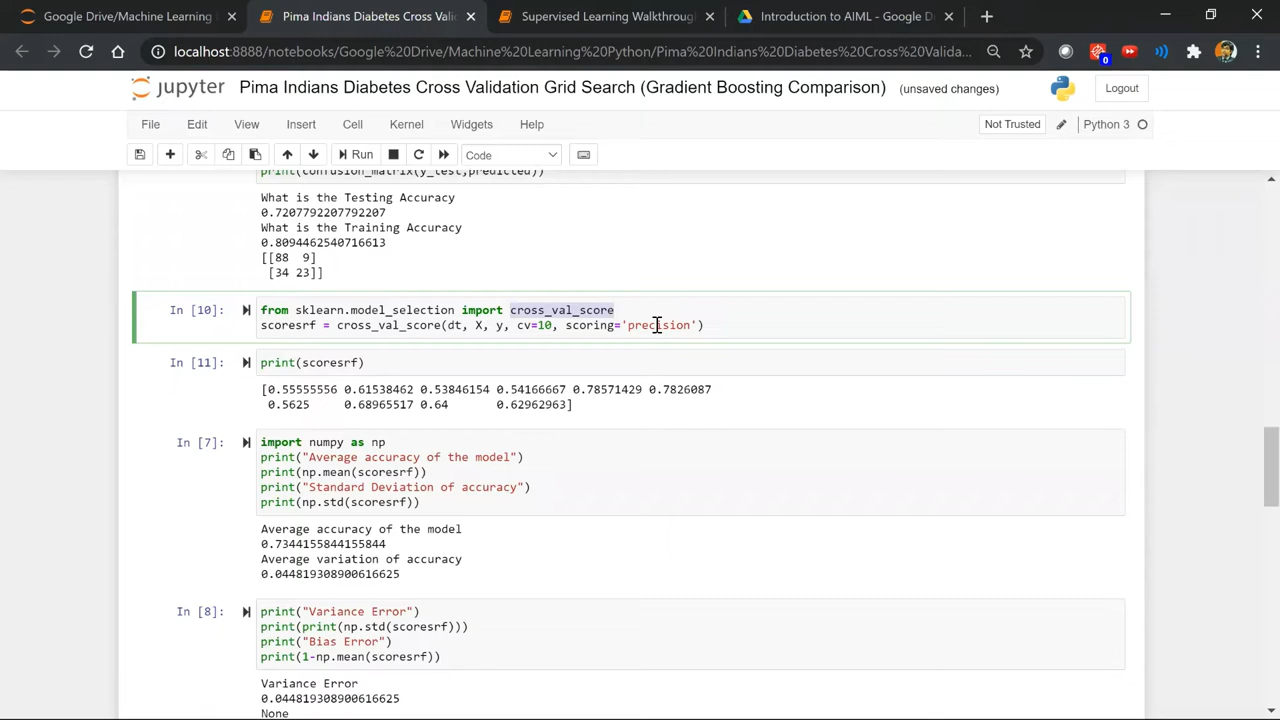 Google Drive/Machine Learning
Pima Indians Diabetes Cross Valid
Supervised Learning Walkthroug
Introduction to AIML - Google D
localhost:8888/notebooks/Google%20Drive/Machine%20Learning%20Python/Pima%20Indians%20Diabetes%20Cross%20Valida...
0
jupyter
Pima Indians Diabetes Cross Validation Grid Search (Gradient Boosting Comparison) (unsaved changes)
Logout
File Edit View Insert Cell Kernel Widgets Help
Not Trusted
Python 3
Run
Code
print(confusion_matrix(y_test,predicted))
What is the Testing Accuracy
0.7207792207792207
What is the Training Accuracy
0.8094462540716613
[[88 9]
[34 23]]
In [10]:
from sklearn.model_selection import cross_val_score
scoresrf = cross_val_score(dt, X, y, cv=10, scoring='precision')
In [11]:
print(scoresrf)
[0.55555556 0.61538462 0.53846154 0.54166667 0.78571429 0.7826087
0.5625 0.68965517 0.64 0.62962963]
In [7]:
import numpy as np
print("Average accuracy of the model")
print(np.mean(scoresrf))
print("Standard Deviation of accuracy")
print(np.std(scoresrf))
Average accuracy of the model
0.7344155844155844
Average variation of accuracy
0.044819308900616625
In [8]:
print("Variance Error")
print(print(np.std(scoresrf)))
print("Bias Error")
print(1-np.mean(scoresrf))
Variance Error
0.044819308900616625
None